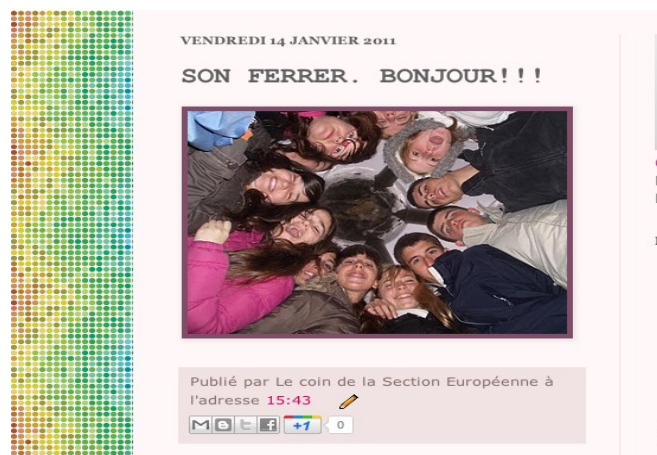 VENDREDI 14 JANVIER 2011
SON FERRER. BONJOUR!!!
Publié par Le coin de la Section Européenne à
l'adresse 15:43
+1 0